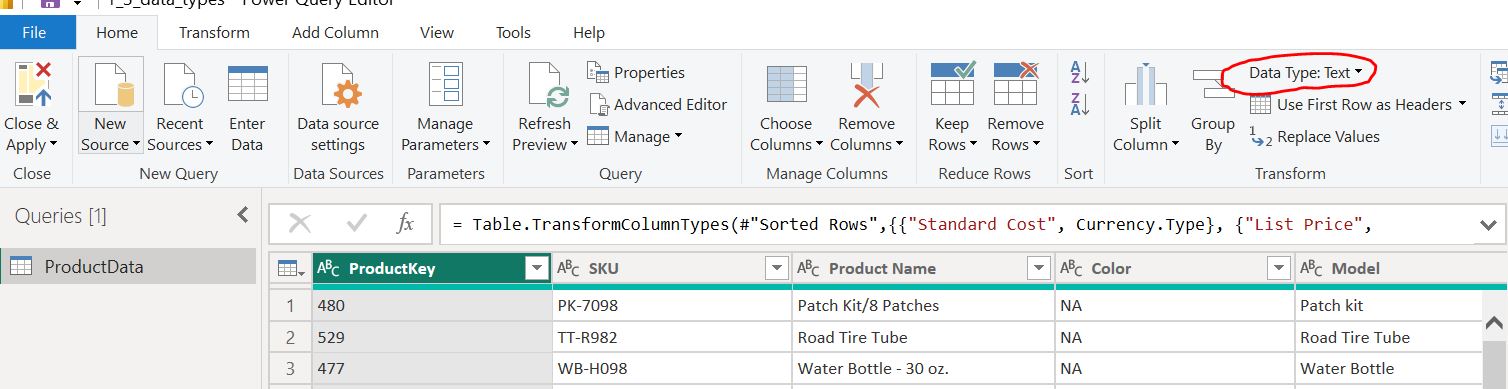 1_3_data_types - Power Query Editor
File Home Transform Add Column View Tools Help
Close & Apply
New Source
Recent Sources
Enter Data
Data source settings
Manage Parameters
Refresh Preview
Properties
Advanced Editor
Manage
Choose Columns
Remove Columns
Keep Rows
Remove Rows
Split Column
Group By
Data Type: Text
Use First Row as Headers
Replace Values
Close
New Query
Data Sources
Parameters
Query
Manage Columns
Reduce Rows
Sort
Transform
Queries [1]
fx = Table.TransformColumnTypes(#"Sorted Rows",{{"Standard Cost", Currency.Type}, {"List Price",
ProductData
ABC ProductKey ABC SKU ABC Product Name ABC Color ABC Model
1 480 PK-7098 Patch Kit/8 Patches NA Patch kit
2 529 TT-R982 Road Tire Tube NA Road Tire Tube
3 477 WB-H098 Water Bottle - 30 oz. NA Water Bottle